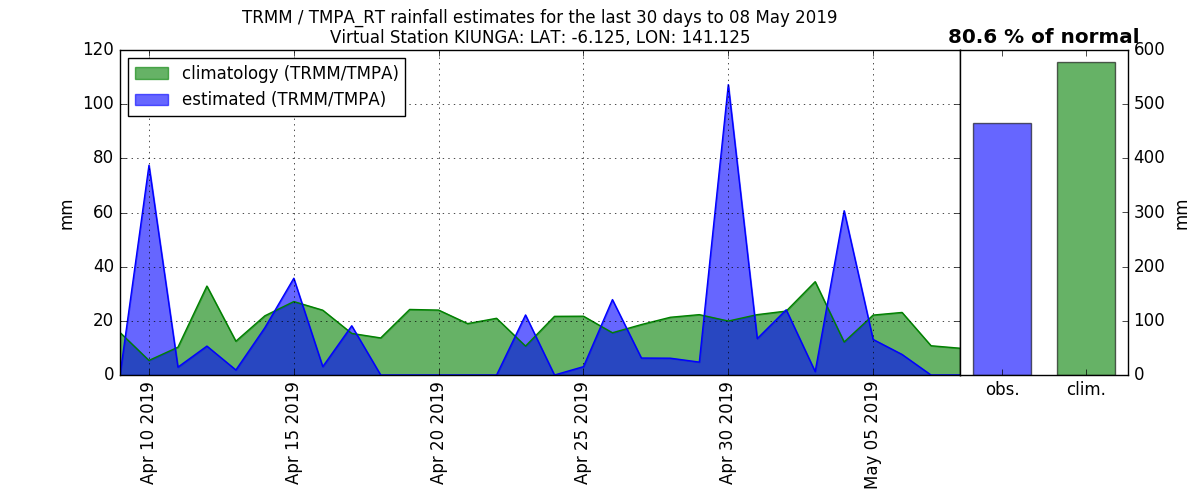 TRMM / TMPA_RT rainfall estimates for the last 30 days to 08 May 2019
Virtual Station KIUNGA: LAT: -6.125, LON: 141.125
80.6 % of normal
climatology (TRMM/TMPA)
estimated (TRMM/TMPA)
120
100
80
60
40
20
0
mm
Apr 10 2019
Apr 15 2019
Apr 20 2019
Apr 25 2019
Apr 30 2019
May 05 2019
600
500
400
300
200
100
0
mm
obs.
clim.